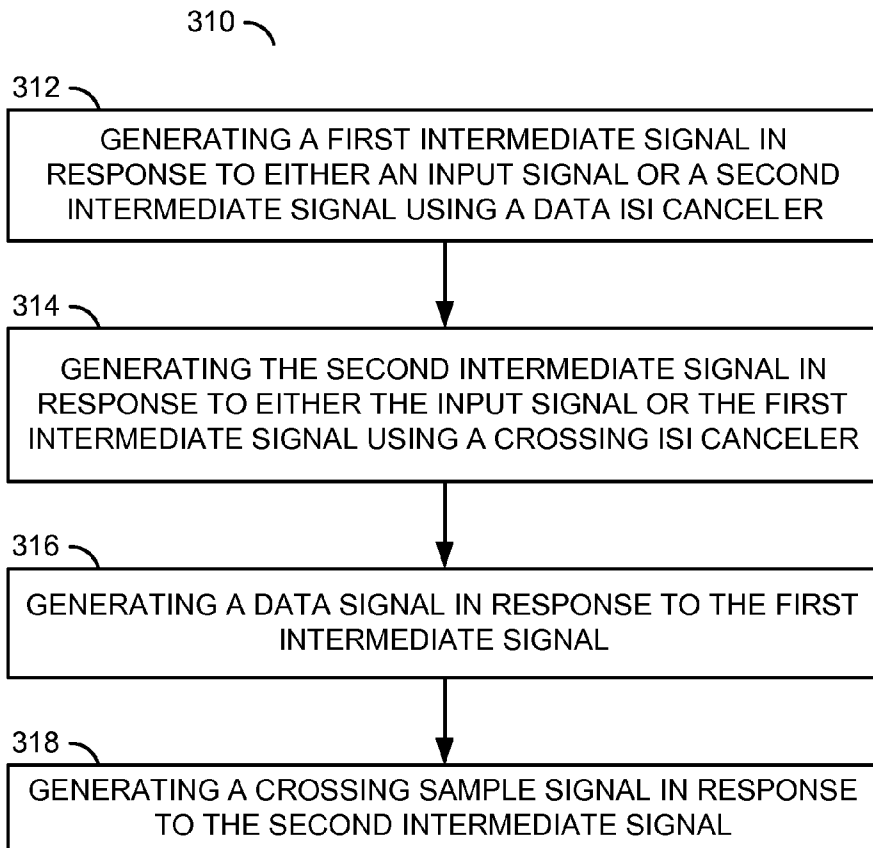 310
312
GENERATING A FIRST INTERMEDIATE SIGNAL IN
RESPONSE TO EITHER AN INPUT SIGNAL OR A SECOND
INTERMEDIATE SIGNAL USING A DATA ISI CANCELER
314
GENERATING THE SECOND INTERMEDIATE SIGNAL IN
RESPONSE TO EITHER THE INPUT SIGNAL OR THE FIRST
INTERMEDIATE SIGNAL USING A CROSSING ISI CANCELER
316
GENERATING A DATA SIGNAL IN RESPONSE TO THE FIRST
INTERMEDIATE SIGNAL
318
GENERATING A CROSSING SAMPLE SIGNAL IN RESPONSE
TO THE SECOND INTERMEDIATE SIGNAL